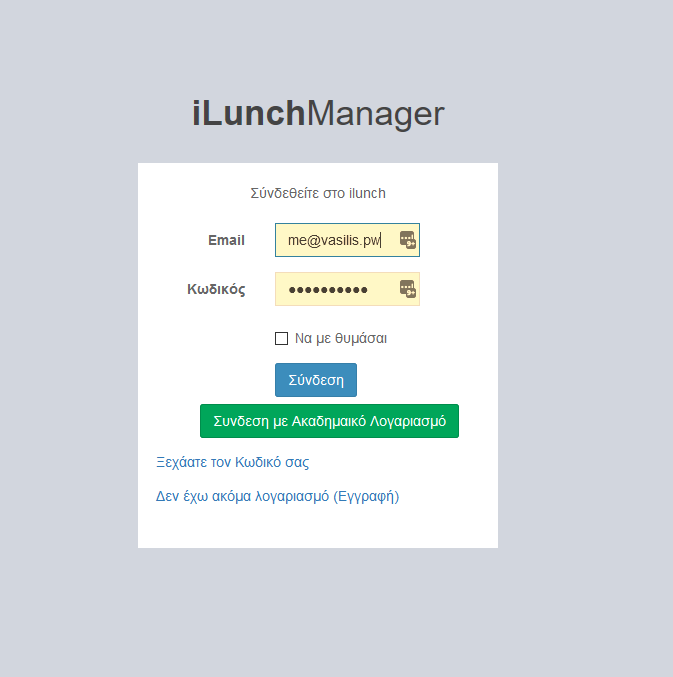 iLunchManager
Σύνδεθείτε στο ilunch
Email me@vasilis.pw
Κωδικός ••••••••••
Να με θυμάσαι
Σύνδεση
Συνδεση με Ακαδημαικό Λογαριασμό
Ξεχάατε τον Κωδικό σας
Δεν έχω ακόμα λογαριασμό (Εγγραφή)